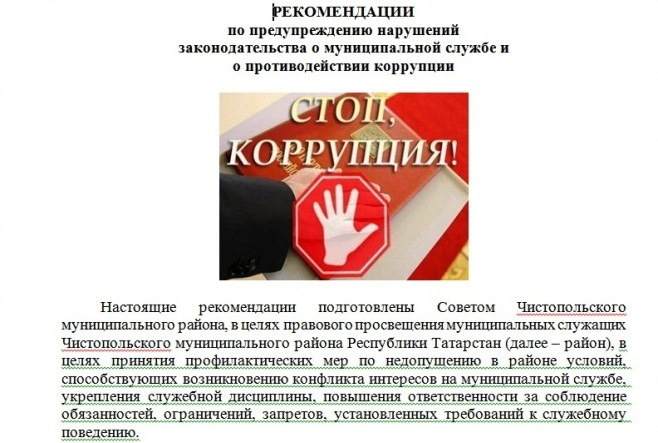 РЕКОМЕНДАЦИИ
по предупреждению нарушений
законодательства о муниципальной службе и
о противодействии коррупции
СТОП,
КОРРУПЦИЯ!
Настоящие рекомендации подготовлены Советом Чистопольского
муниципального района, в целях правового просвещения муниципальных служащих
Чистопольского муниципального района Республики Татарстан (далее – район), в
целях принятия профилактических мер по недопущению в районе условий,
способствующих возникновению конфликта интересов на муниципальной службе,
укрепления служебной дисциплины, повышения ответственности за соблюдение
обязанностей, ограничений, запретов, установленных требований к служебному
поведению.